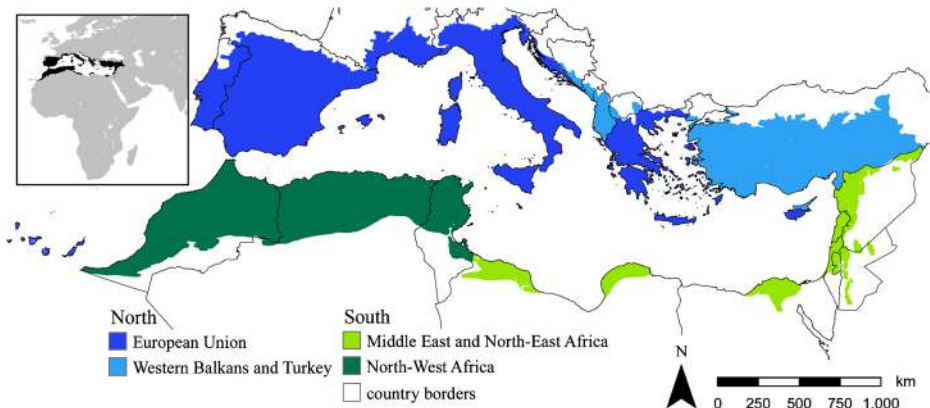 North
European Union
Western Balkans and Turkey
South
Middle East and North-East Africa
North-West Africa
country borders
N
km
0 250 500 750 1.000